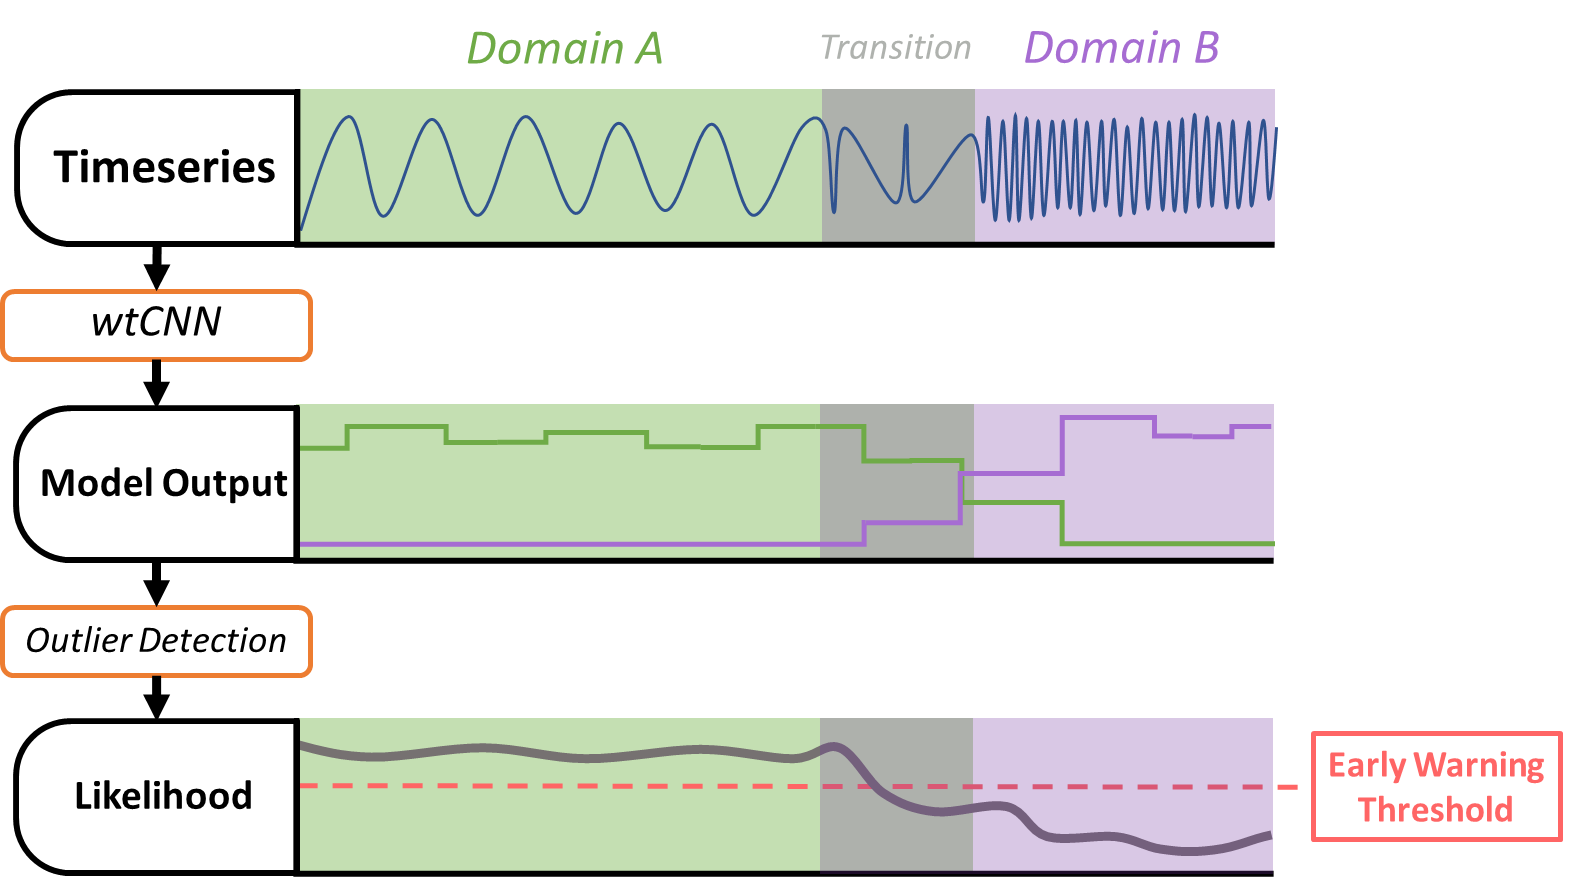 Domain A
Transition
Domain B
Timeseries
wtCNN
Model Output
Outlier Detection
Likelihood
Early Warning
Threshold